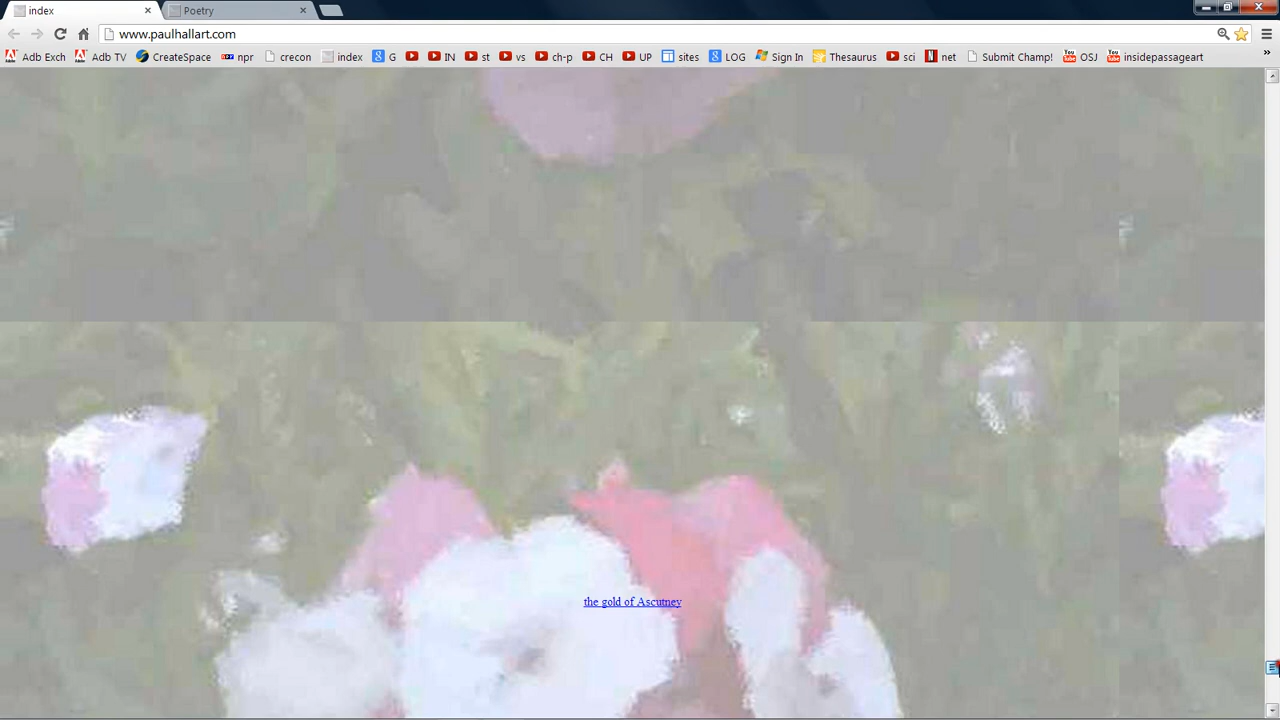 index
Poetry
www.paulhallart.com
Adb Exch Adb TV CreateSpace npr crecon index G IN st vs ch-p CH UP sites LOG Sign In Thesaurus sci net Submit Champ! OSJ insidepassageart
the gold of Ascutney